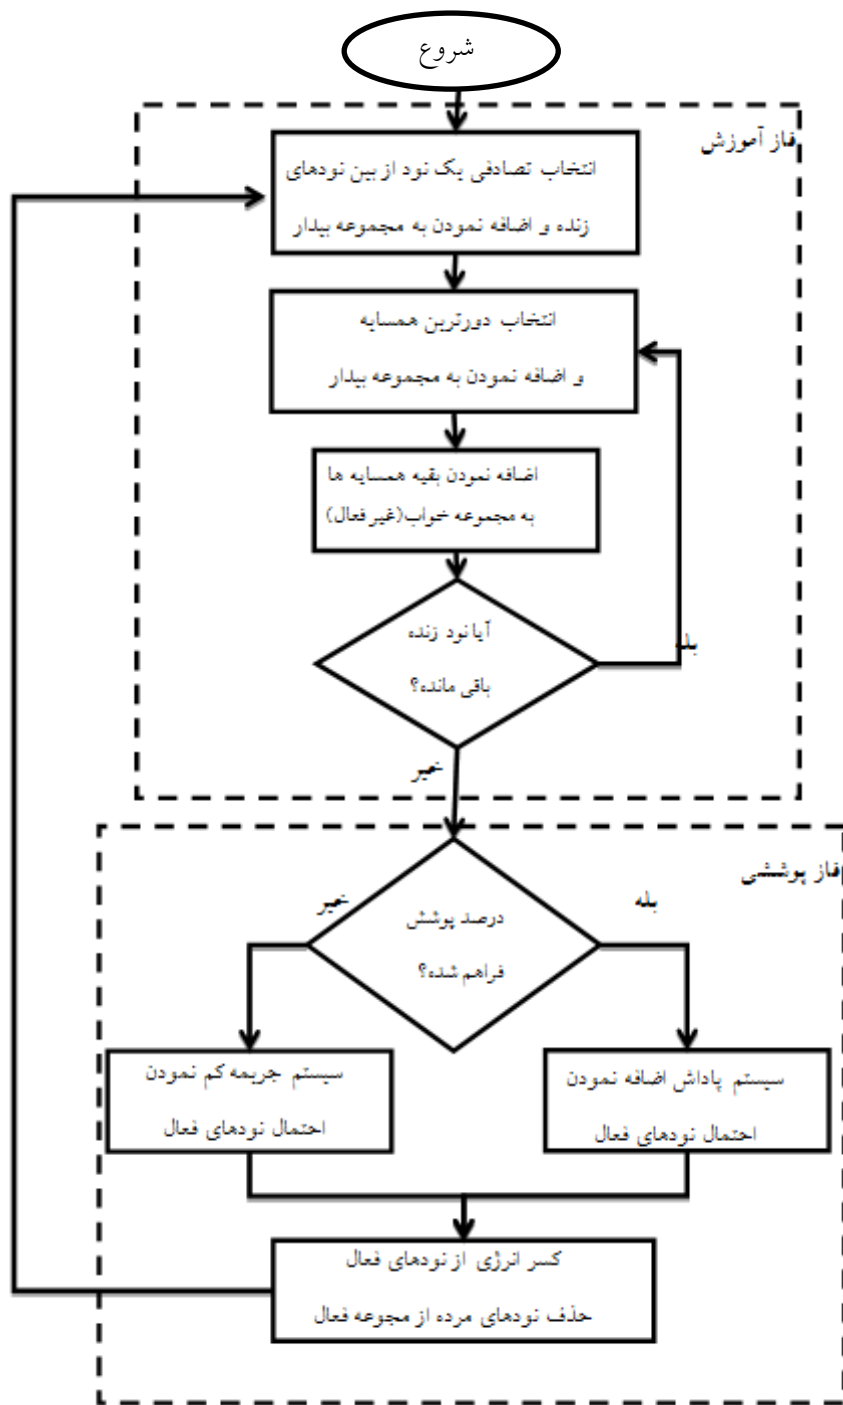 شروع
فاز آموزش
انتخاب تصادفی یک نود از بین نودهای
زنده و اضافه نمودن به مجموعه بیدار
انتخاب دورترین همسایه
و اضافه نمودن به مجموعه بیدار
اضافه نمودن بقیه همسایه ها
به مجموعه خواب(غیر فعال)
آیا نود زنده
باقی مانده؟
بله
خیر
فاز پوششی
درصد پوشش
فراهم شده؟
بله
خیر
سیستم پاداش اضافه نمودن
احتمال نودهای فعال
سیستم جریمه کم نمودن
احتمال نودهای فعال
کسر انرژی از نودهای فعال
حذف نودهای مرده از مجوعه فعال